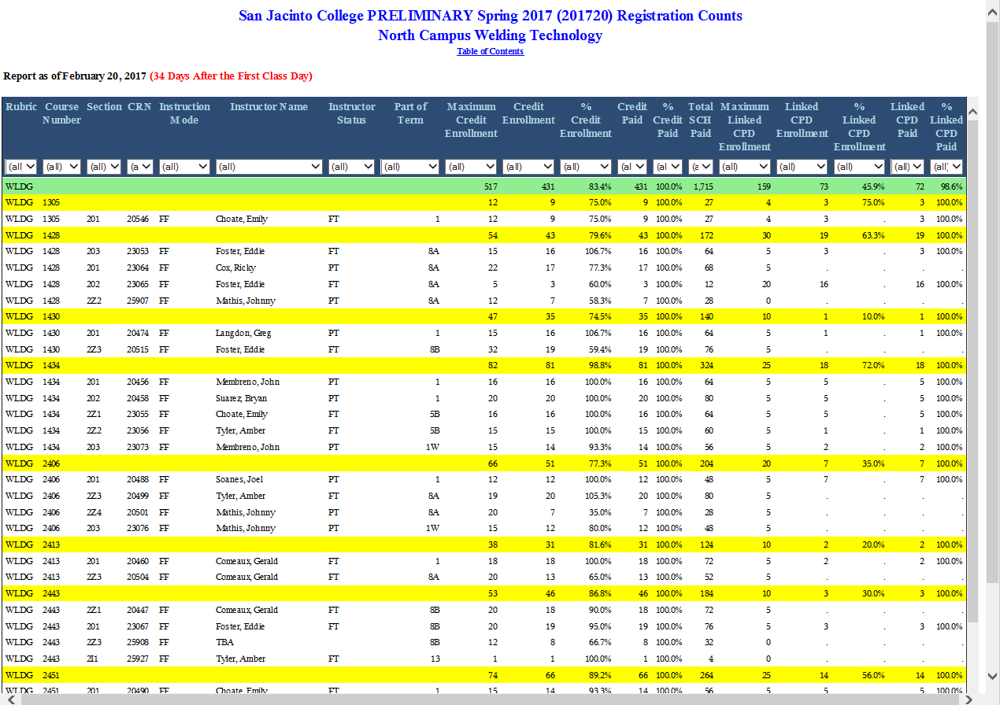 San Jacinto College PRELIMINARY Spring 2017 (201720) Registration Counts
North Campus Welding Technology
Table of Contents
Report as of February 20, 2017 (34 Days After the First Class Day)
Rubric Course Number Section CRN Instruction Mode Instructor Name Instructor Status Part of Term Maximum Credit Enrollment Credit Enrollment % Credit Enrollment Credit Paid % Credit Paid Total SCH Paid Maximum Linked CPD Enrollment Linked CPD Enrollment % Linked CPD Enrollment Linked CPD Paid % Linked CPD Paid
(all (all) (all) (a (all) (all) (all) (all) (all) (all) (all) (al (al (a (all) (all) (all) (all) (all)
WLDG 517 431 83.4% 431 100.0% 1,715 159 73 45.9% 72 98.6%
WLDG 1305 12 9 75.0% 9 100.0% 27 4 3 75.0% 3 100.0%
WLDG 1305 201 20546 FF Choate, Emily FT 1 12 9 75.0% 9 100.0% 27 4 3 . 3 100.0%
WLDG 1428 54 43 79.6% 43 100.0% 172 30 19 63.3% 19 100.0%
WLDG 1428 203 23053 FF Foster, Eddie FT 8A 15 16 106.7% 16 100.0% 64 5 3 . 3 100.0%
WLDG 1428 201 23064 FF Cox, Ricky PT 8A 22 17 77.3% 17 100.0% 68 5 . . . .
WLDG 1428 202 23065 FF Foster, Eddie FT 8A 5 3 60.0% 3 100.0% 12 20 16 . 16 100.0%
WLDG 1428 2Z2 25907 FF Mathis, Johnny PT 8A 12 7 58.3% 7 100.0% 28 0 . . . .
WLDG 1430 47 35 74.5% 35 100.0% 140 10 1 10.0% 1 100.0%
WLDG 1430 201 20474 FF Langdon, Greg PT 1 15 16 106.7% 16 100.0% 64 5 1 . 1 100.0%
WLDG 1430 2Z3 20515 FF Foster, Eddie FT 8B 32 19 59.4% 19 100.0% 76 5 . . . .
WLDG 1434 82 81 98.8% 81 100.0% 324 25 18 72.0% 18 100.0%
WLDG 1434 201 20456 FF Membreno, John PT 1 16 16 100.0% 16 100.0% 64 5 5 . 5 100.0%
WLDG 1434 202 20458 FF Suarez, Bryan PT 1 20 20 100.0% 20 100.0% 80 5 5 . 5 100.0%
WLDG 1434 2Z1 23055 FF Choate, Emily FT 5B 16 16 100.0% 16 100.0% 64 5 5 . 5 100.0%
WLDG 1434 2Z2 23056 FF Tyler, Amber FT 5B 15 15 100.0% 15 100.0% 60 5 1 . 1 100.0%
WLDG 1434 203 23073 FF Membreno, John PT 1W 15 14 93.3% 14 100.0% 56 5 2 . 2 100.0%
WLDG 2406 66 51 77.3% 51 100.0% 204 20 7 35.0% 7 100.0%
WLDG 2406 201 20488 FF Soanes, Joel PT 1 12 12 100.0% 12 100.0% 48 5 7 . 7 100.0%
WLDG 2406 2Z3 20499 FF Tyler, Amber FT 8A 19 20 105.3% 20 100.0% 80 5 . . . .
WLDG 2406 2Z4 20501 FF Mathis, Johnny PT 8A 20 7 35.0% 7 100.0% 28 5 . . . .
WLDG 2406 203 23076 FF Mathis, Johnny PT 1W 15 12 80.0% 12 100.0% 48 5 . . . .
WLDG 2413 38 31 81.6% 31 100.0% 124 10 2 20.0% 2 100.0%
WLDG 2413 201 20460 FF Comeaux, Gerald FT 1 18 18 100.0% 18 100.0% 72 5 2 . 2 100.0%
WLDG 2413 2Z3 20504 FF Comeaux, Gerald FT 8A 20 13 65.0% 13 100.0% 52 5 . . . .
WLDG 2443 53 46 86.8% 46 100.0% 184 10 3 30.0% 3 100.0%
WLDG 2443 2Z1 20447 FF Comeaux, Gerald FT 8B 20 18 90.0% 18 100.0% 72 5 . . . .
WLDG 2443 201 23067 FF Foster, Eddie FT 8B 20 19 95.0% 19 100.0% 76 5 3 . 3 100.0%
WLDG 2443 2Z3 25908 FF TBA 8B 12 8 66.7% 8 100.0% 32 0 . . . .
WLDG 2443 2I1 25927 FF Tyler, Amber FT 13 1 1 100.0% 1 100.0% 4 0 . . . .
WLDG 2451 74 66 89.2% 66 100.0% 264 25 14 56.0% 14 100.0%
WLDG 2451 201 20490 FF Choate, Emily FT 1 15 14 93.3% 14 100.0% 56 5 5 . 5 100.0%